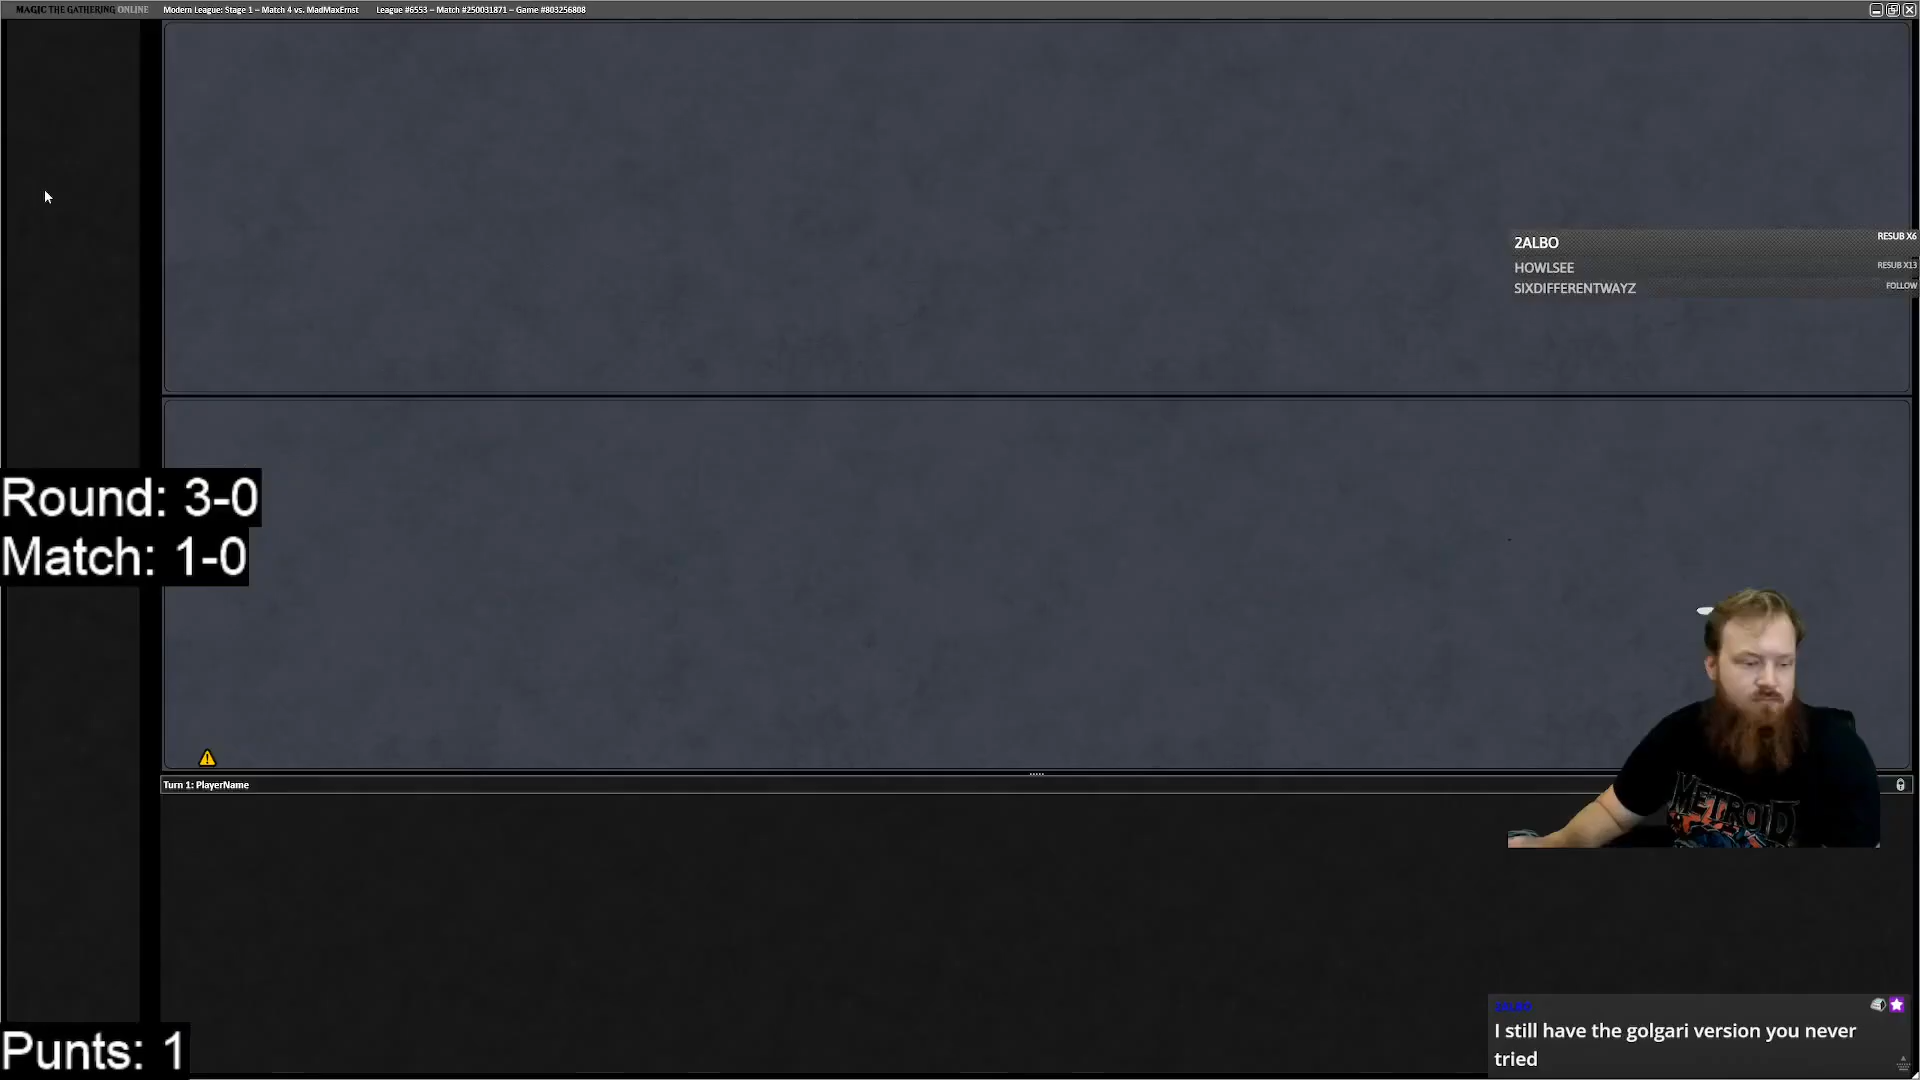 MAGIC THE GATHERING ONLINE Modern League: Stage 1 – Match 4 vs. MadMaxErnst League #6553 – Match #250031871 – Game #803256808
2ALBO RESUB X6
HOWLSEE RESUB X13
SIXDIFFERENTWAYZ FOLLOW
Round: 3-0
Match: 1-0
Turn 1: PlayerName
METROID
Punts: 1
2ALBO
I still have the golgari version you never
tried